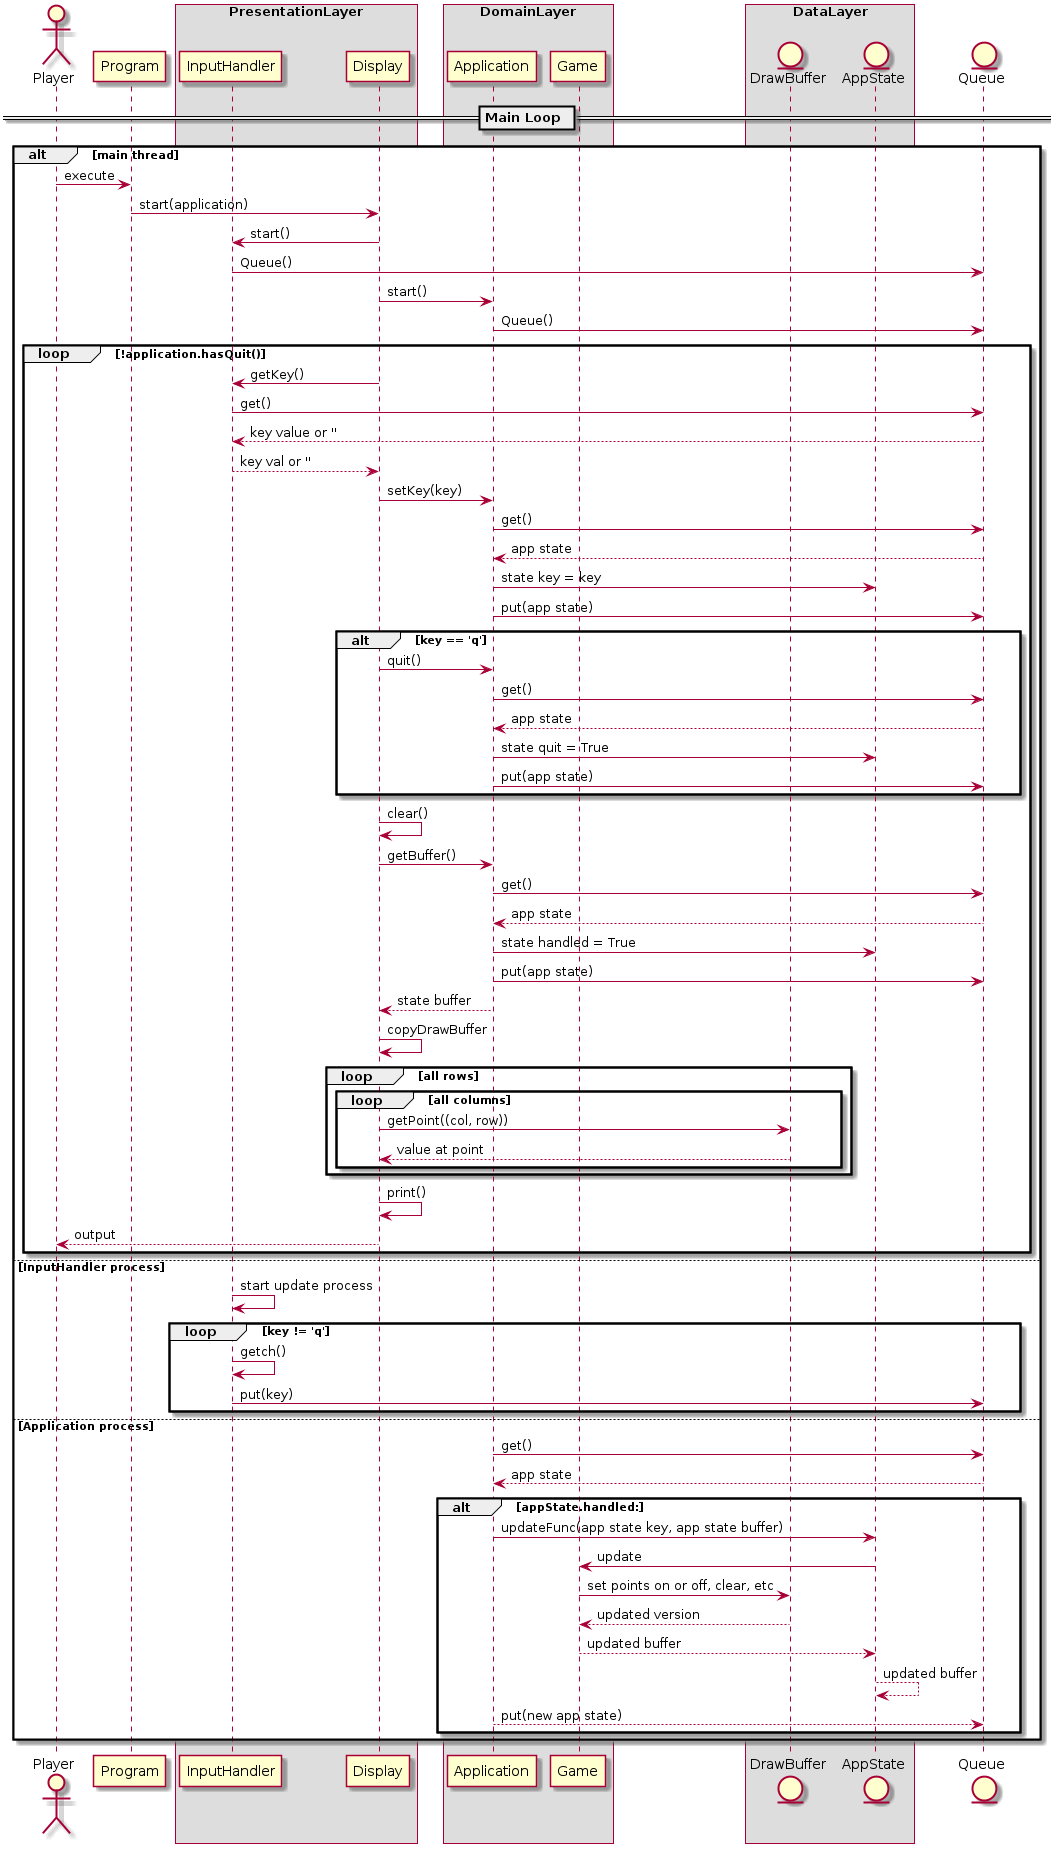 PresentationLayer
DomainLayer
DataLayer
Player
Program
InputHandler
Display
Application
Game
DrawBuffer
AppState
Queue
Main Loop
alt [main thread]
execute
start(application)
start()
Queue()
start()
Queue()
loop [!application.hasQuit()]
getKey()
get()
key value or ''
key val or ''
setKey(key)
get()
app state
state key = key
put(app state)
alt [key == 'q']
quit()
get()
app state
state quit = True
put(app state)
clear()
getBuffer()
get()
app state
state handled = True
put(app state)
state buffer
copyDrawBuffer
loop [all rows]
loop [all columns]
getPoint((col, row))
value at point
print()
output
[InputHandler process]
start update process
loop [key != 'q']
getch()
put(key)
[Application process]
get()
app state
alt [appState.handled:]
updateFunc(app state key, app state buffer)
update
set points on or off, clear, etc
updated version
updated buffer
updated buffer
put(new app state)
Player
Program
InputHandler
Display
Application
Game
DrawBuffer
AppState
Queue